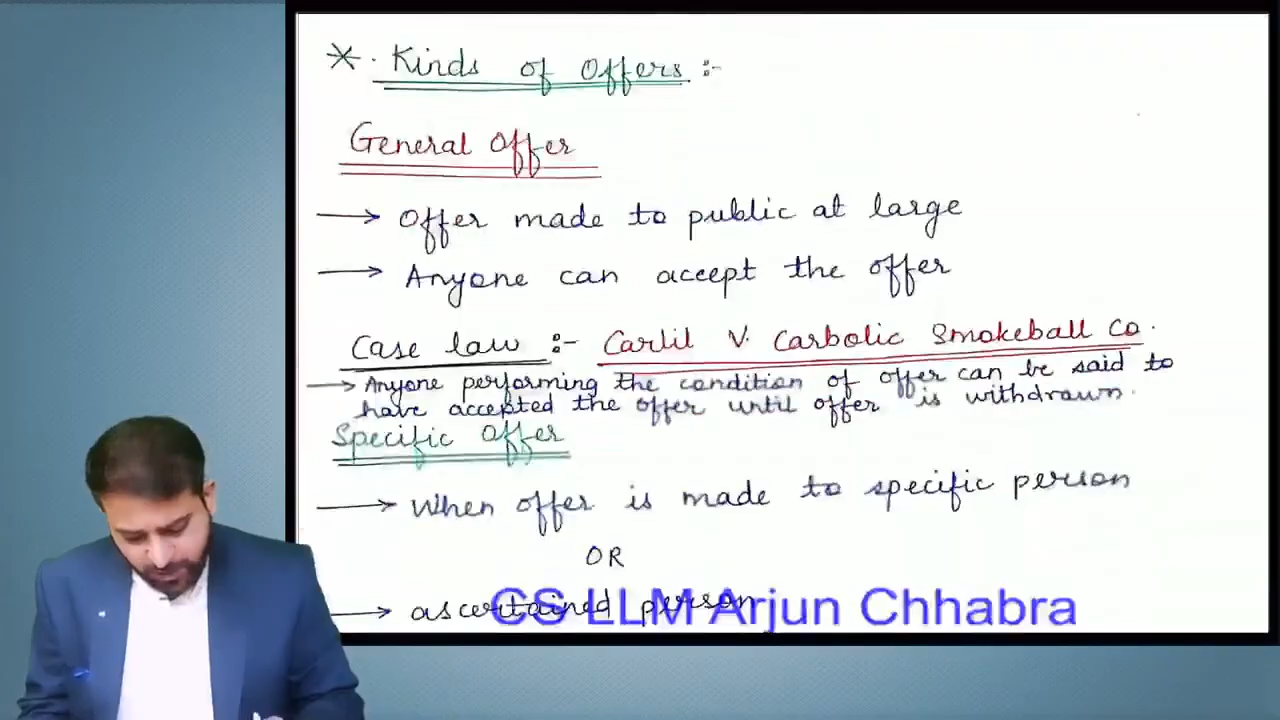 * . Kinds of Offers :-
General Offer
→ Offer made to public at large
→ Anyone can accept the offer
Case law :- Carlil V. Carbolic Smokeball Co.
→ Anyone performing the condition of offer can be said to
have accepted the offer until offer is withdrawn.
Specific Offer
→ When offer is made to specific person
OR
→ ascertained person
CS LLM Arjun Chhabra